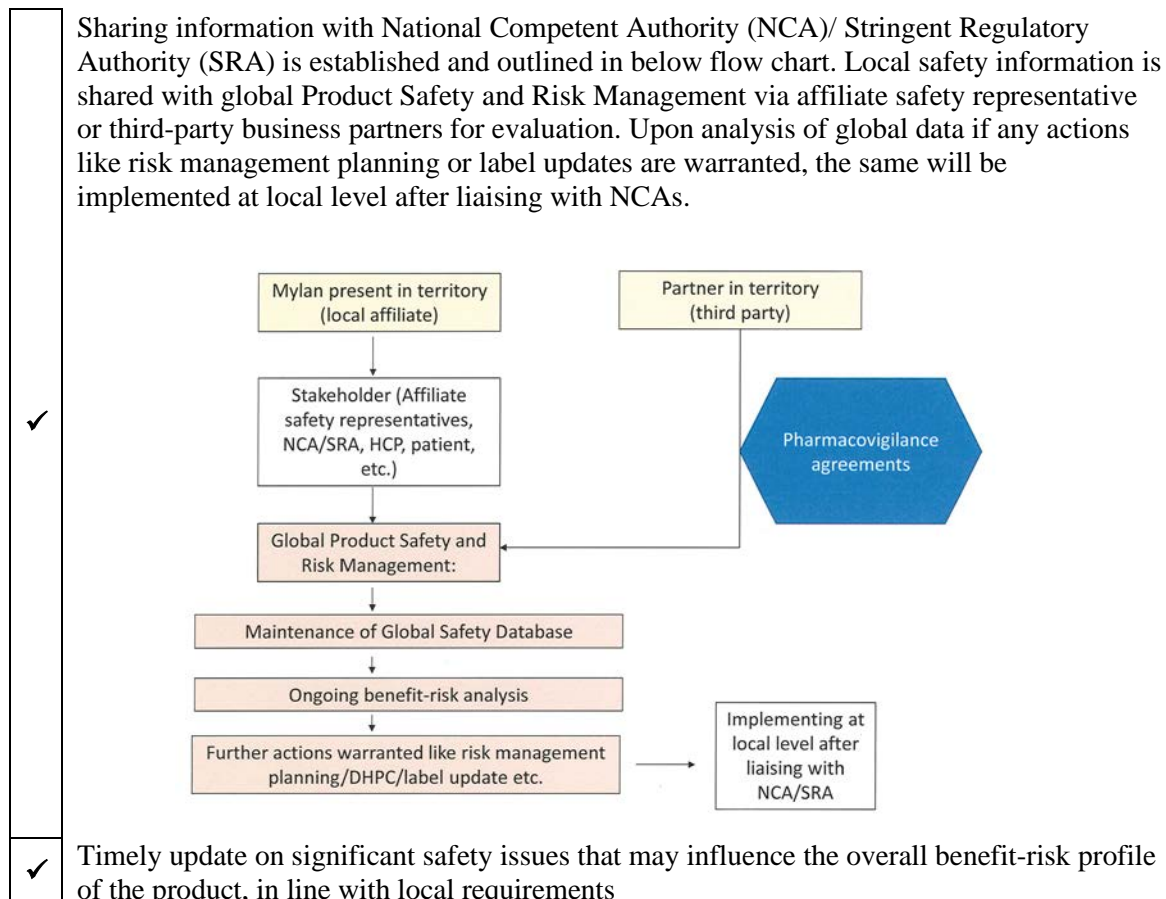 Sharing information with National Competent Authority (NCA)/ Stringent Regulatory
Authority (SRA) is established and outlined in below flow chart. Local safety information is
shared with global Product Safety and Risk Management via affiliate safety representative
or third-party business partners for evaluation. Upon analysis of global data if any actions
like risk management planning or label updates are warranted, the same will be
implemented at local level after liaising with NCAs.
Mylan present in territory
(local affiliate)
Partner in territory
(third party)
Stakeholder (Affiliate
safety representatives,
NCA/SRA, HCP, patient,
etc.)
Pharmacovigilance
agreements
Global Product Safety and
Risk Management:
Maintenance of Global Safety Database
Ongoing benefit-risk analysis
Further actions warranted like risk management
planning/DHPC/label update etc.
Implementing at
local level after
liaising with
NCA/SRA
Timely update on significant safety issues that may influence the overall benefit-risk profile
of the product, in line with local requirements